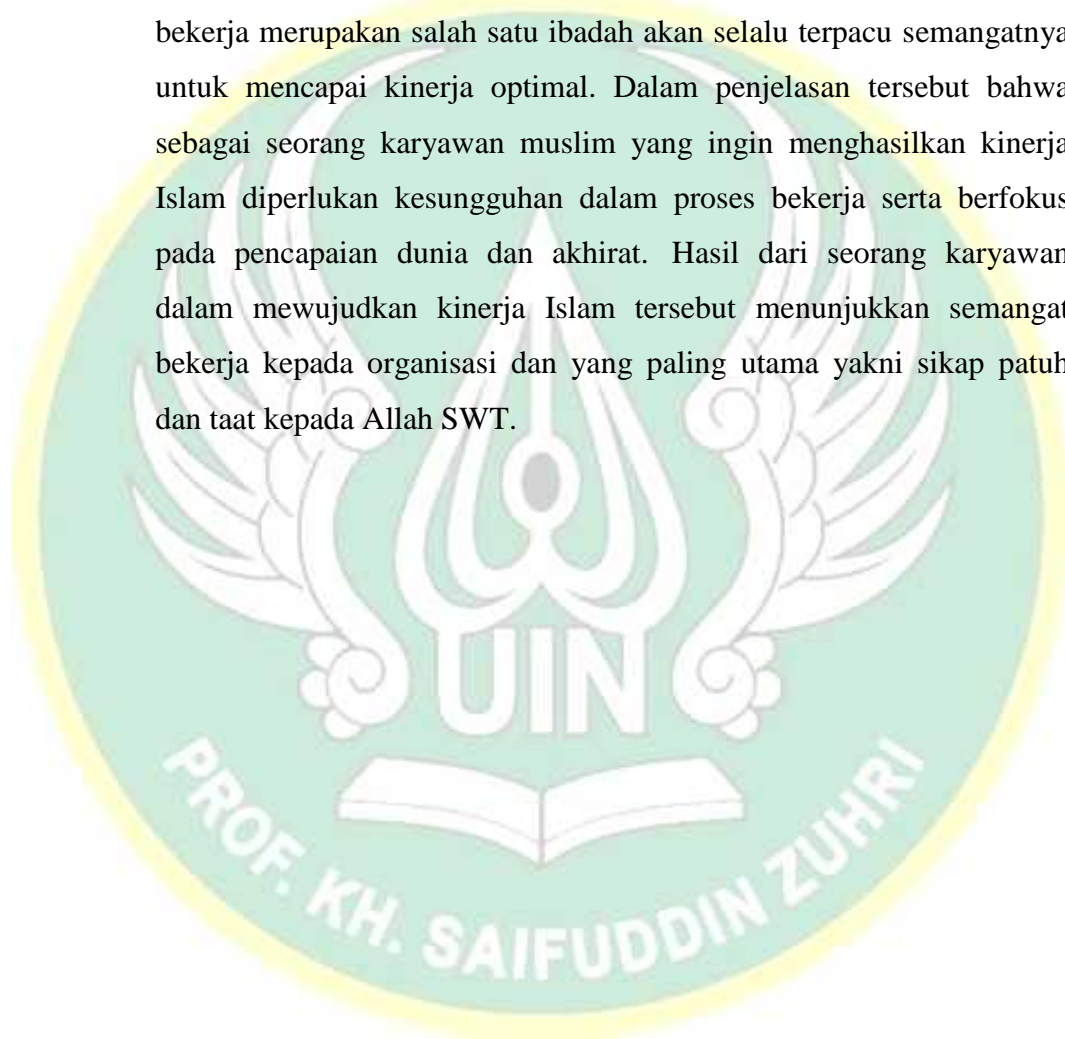 bekerja merupakan salah satu ibadah akan selalu terpacu semangatnya
untuk mencapai kinerja optimal. Dalam penjelasan tersebut bahwa
sebagai seorang karyawan muslim yang ingin menghasilkan kinerja
Islam diperlukan kesungguhan dalam proses bekerja serta berfokus
pada pencapaian dunia dan akhirat. Hasil dari seorang karyawan
dalam mewujudkan kinerja Islam tersebut menunjukkan semangat
bekerja kepada organisasi dan yang paling utama yakni sikap patuh
dan taat kepada Allah SWT.
UIN
PROF. KH. SAIFUDDIN ZUHRI